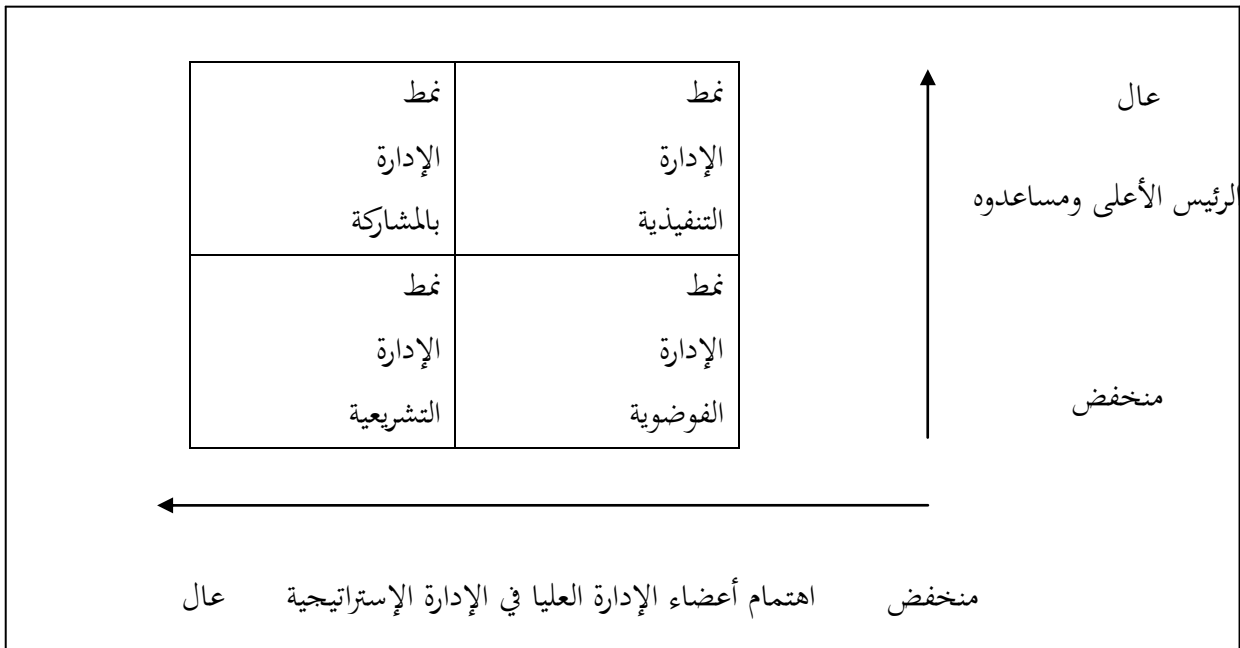 عال
الرئيس الأعلى ومساعدوه
منخفض
نمط
الإدارة
التنفيذية
نمط
الإدارة
بالمشاركة
نمط
الإدارة
الفوضوية
نمط
الإدارة
التشريعية
منخفض اهتمام أعضاء الإدارة العليا في الإدارة الإستراتيجية عال